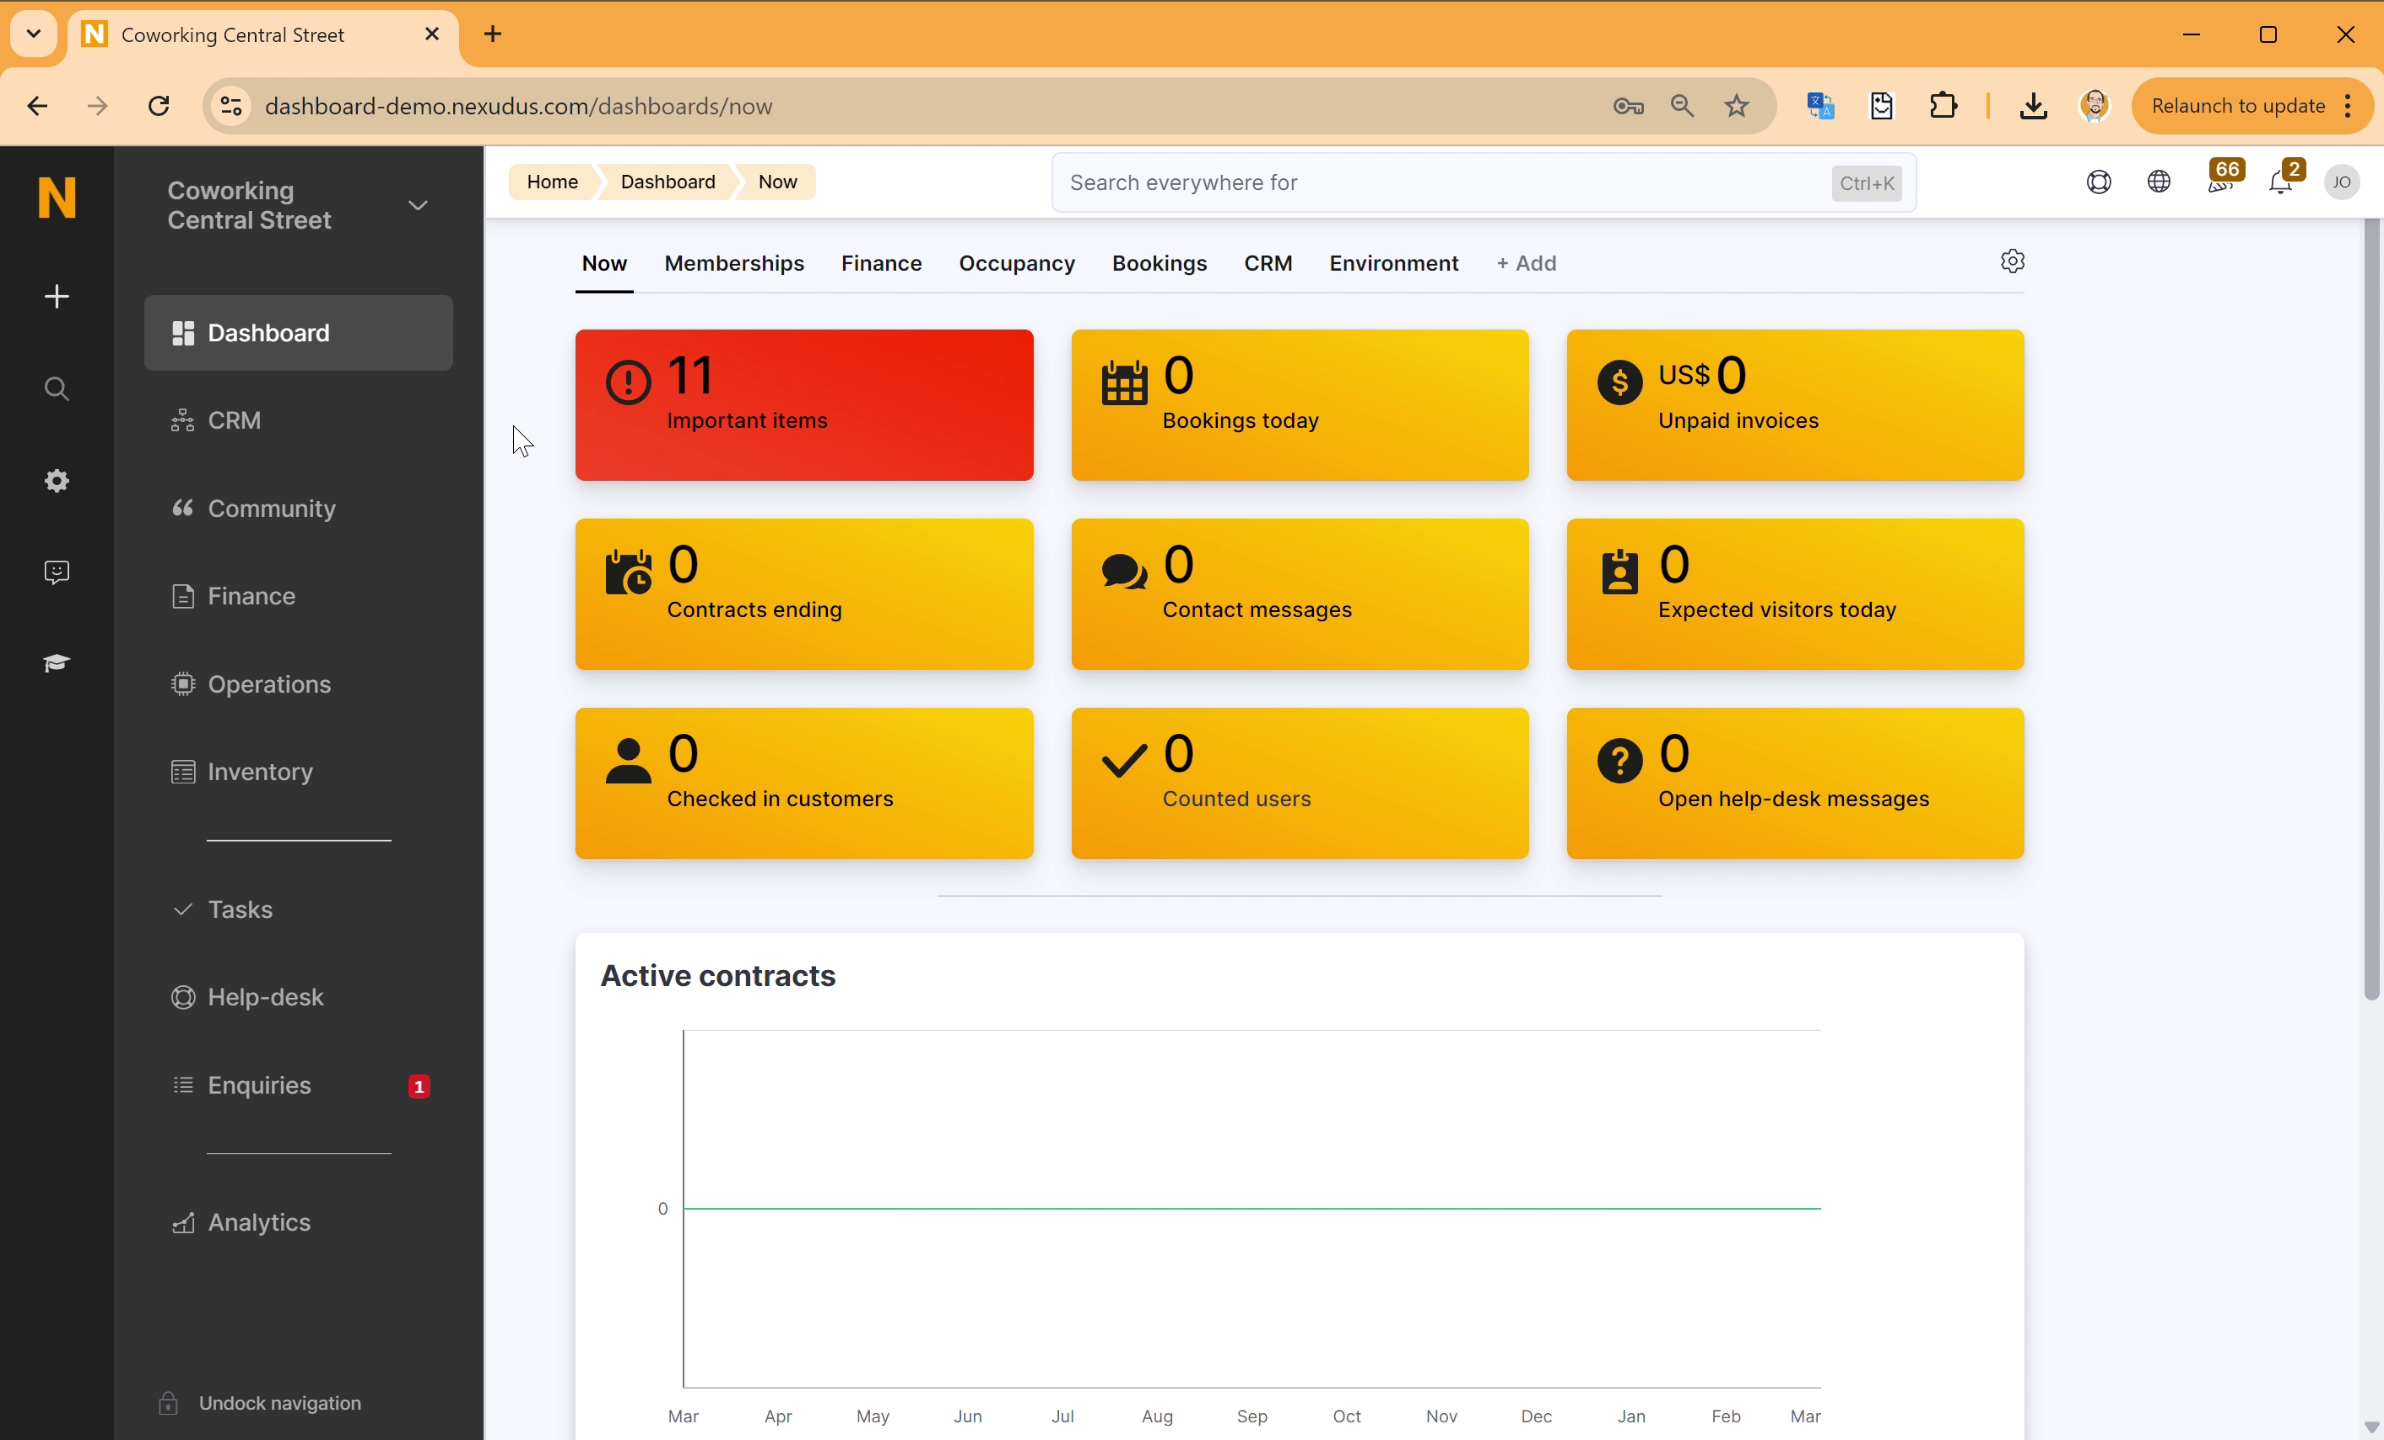 N Coworking Central Street
dashboard-demo.nexudus.com/dashboards/now
Relaunch to update
N
Coworking
Central Street
Home
Dashboard
Now
Search everywhere for
Ctrl+K
66
2
JO
Now
Memberships
Finance
Occupancy
Bookings
CRM
Environment
+ Add
Dashboard
CRM
Community
Finance
Operations
Inventory
Tasks
Help-desk
Enquiries
1
Analytics
Undock navigation
11
Important items
0
Bookings today
US$ 0
Unpaid invoices
0
Contracts ending
0
Contact messages
0
Expected visitors today
0
Checked in customers
0
Counted users
0
Open help-desk messages
Active contracts
0
Mar Apr May Jun Jul Aug Sep Oct Nov Dec Jan Feb Mar